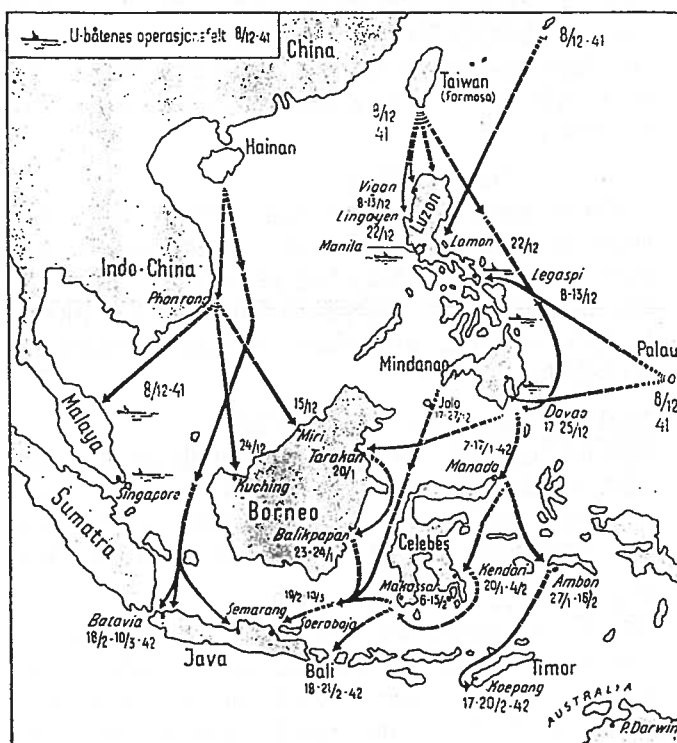 U-båtenes operasjonsfelt 8/12-41
China
8/12-41
Taiwan
(Formosa)
Hainan
8/12
41
Vigan
8-13/12
Lingayen
22/12
Luzon
Manila
Lamon
22/12
Legaspi
8-13/12
Indo-China
Phanrang
Palau
8/12
41
Mindanao
Malaya
8/12-41
Jolo
17-27/12
Davao
17-25/12
15/12
Miri
Tarakan
20/1
7-17/1-42
Manado
24/12
Kuching
Singapore
Sumatra
Borneo
Balikpapan
23-24/1
Celebes
Kendari
20/1-4/2
Makassar
6-13/2
Ambon
27/1-16/2
Batavia
18/2-10/3-42
Semarang
Soerabaja
Java
Bali
18-21/2-42
Timor
Koepang
17-20/2-42
AUSTRALIA
P.Darwin